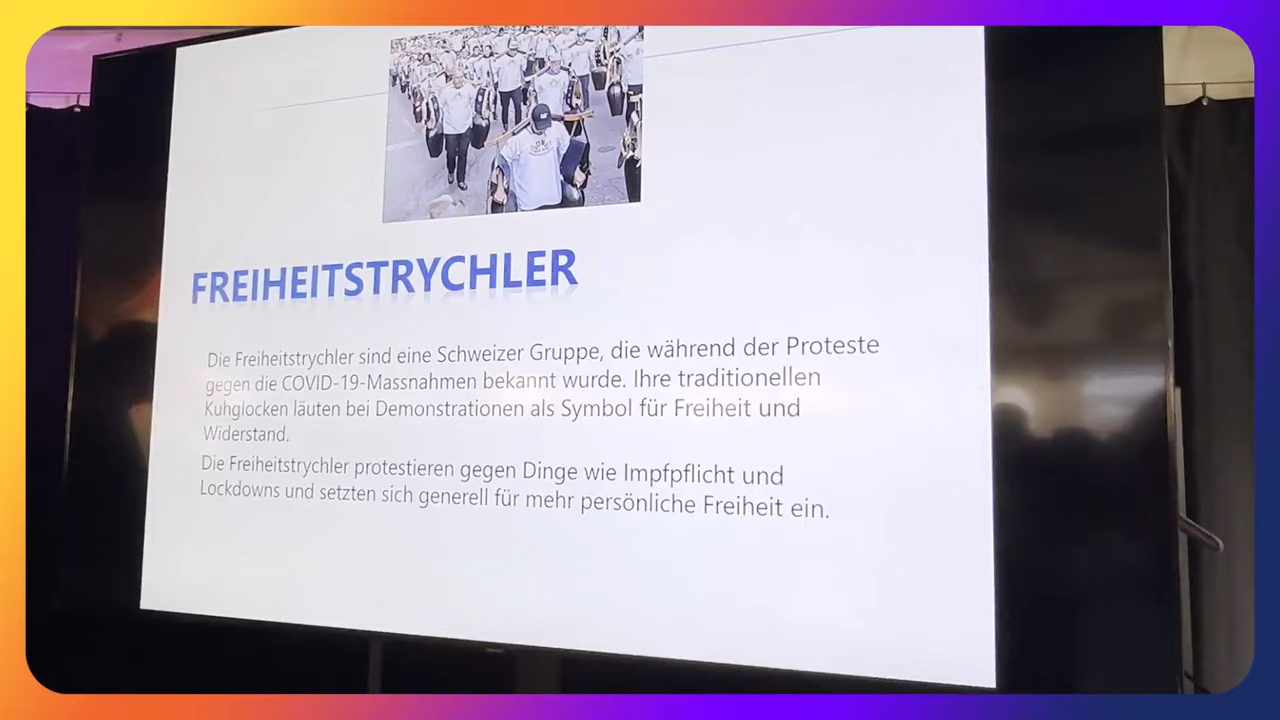 FREIHEITSTRYCHLER
Die Freiheitstrychler sind eine Schweizer Gruppe, die während der Proteste
gegen die COVID-19-Massnahmen bekannt wurde. Ihre traditionellen
Kuhglocken läuten bei Demonstrationen als Symbol für Freiheit und
Widerstand.
Die Freiheitstrychler protestieren gegen Dinge wie Impfpflicht und
Lockdowns und setzten sich generell für mehr persönliche Freiheit ein.